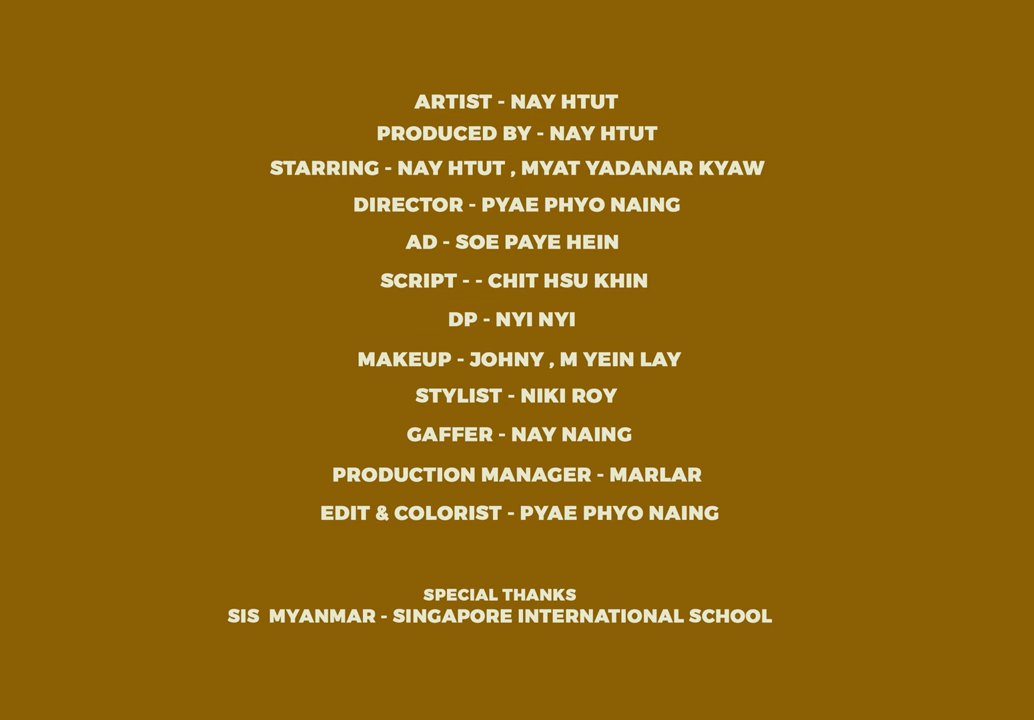 ARTIST - NAY HTUT
PRODUCED BY - NAY HTUT
STARRING - NAY HTUT , MYAT YADANAR KYAW
DIRECTOR - PYAE PHYO NAING
AD - SOE PAYE HEIN
SCRIPT - - CHIT HSU KHIN
DP - NYI NYI
MAKEUP - JOHNY , M YEIN LAY
STYLIST - NIKI ROY
GAFFER - NAY NAING
PRODUCTION MANAGER - MARLAR
EDIT & COLORIST - PYAE PHYO NAING
SPECIAL THANKS
SIS  MYANMAR - SINGAPORE INTERNATIONAL SCHOOL